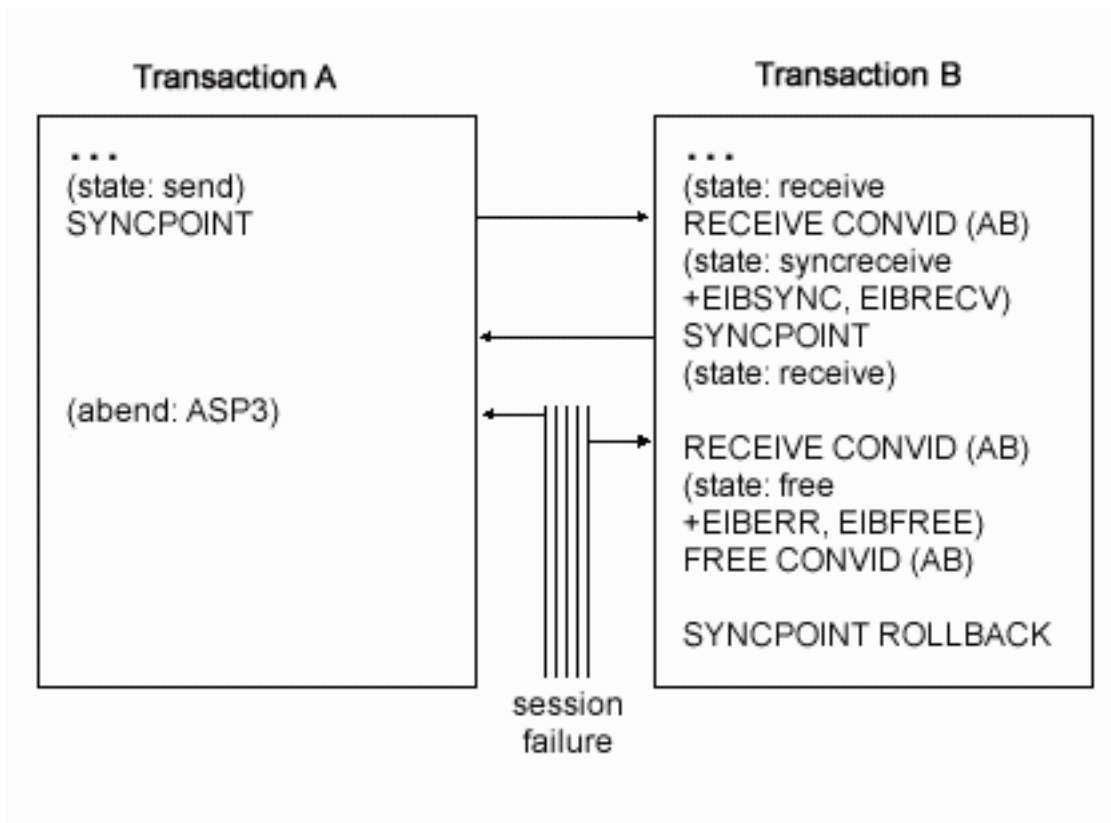 Transaction A
Transaction B
...
(state: send)
SYNCPOINT
(abend: ASP3)
...
(state: receive
RECEIVE CONVID (AB)
(state: syncreceive
+EIBSYNC, EIBRECV)
SYNCPOINT
(state: receive)
RECEIVE CONVID (AB)
(state: free
+EIBERR, EIBFREE)
FREE CONVID (AB)
SYNCPOINT ROLLBACK
session
failure